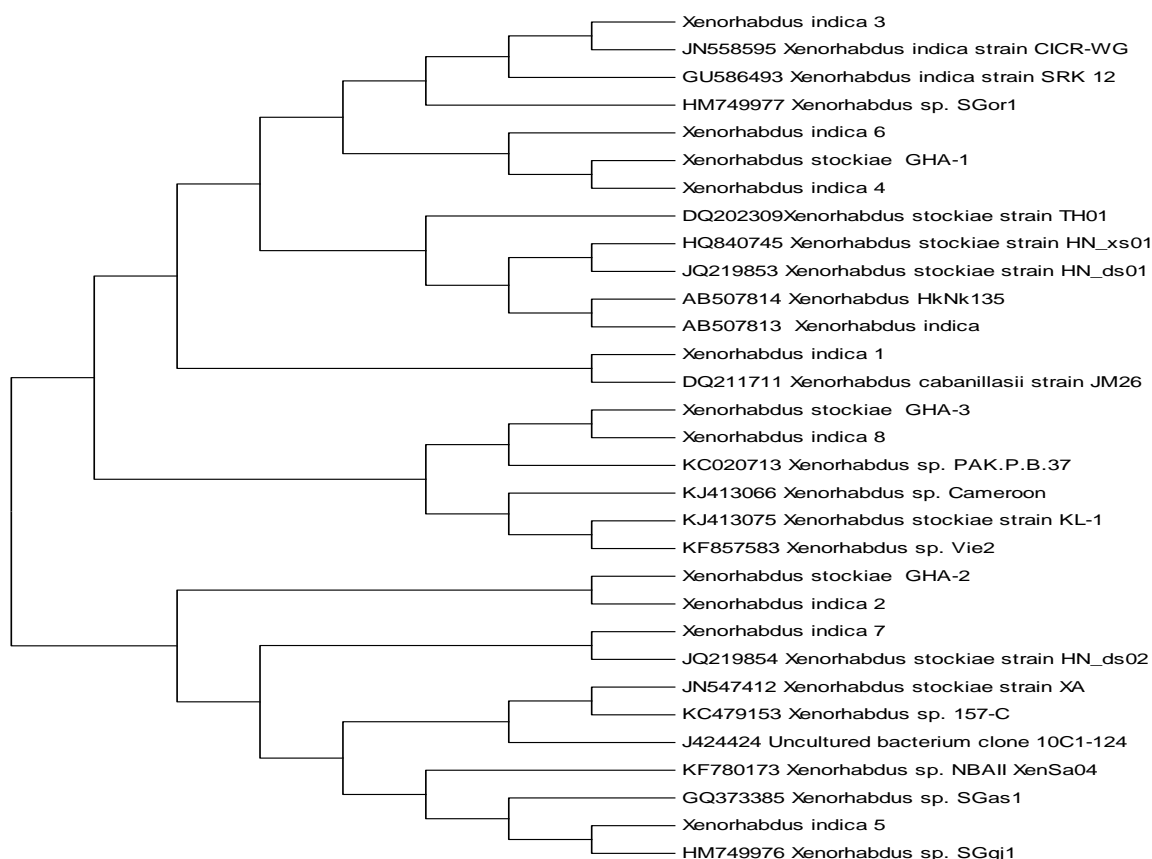 Xenorhabdus indica 3
JN558595 Xenorhabdus indica strain CICR-WG
GU586493 Xenorhabdus indica strain SRK 12
HM749977 Xenorhabdus sp. SGor1
Xenorhabdus indica 6
Xenorhabdus stockiae GHA-1
Xenorhabdus indica 4
DQ202309Xenorhabdus stockiae strain TH01
HQ840745 Xenorhabdus stockiae strain HN_xs01
JQ219853 Xenorhabdus stockiae strain HN_ds01
AB507814 Xenorhabdus HkNk135
AB507813 Xenorhabdus indica
Xenorhabdus indica 1
DQ211711 Xenorhabdus cabanillasii strain JM26
Xenorhabdus stockiae GHA-3
Xenorhabdus indica 8
KC020713 Xenorhabdus sp. PAK.P.B.37
KJ413066 Xenorhabdus sp. Cameroon
KJ413075 Xenorhabdus stockiae strain KL-1
KF857583 Xenorhabdus sp. Vie2
Xenorhabdus stockiae GHA-2
Xenorhabdus indica 2
Xenorhabdus indica 7
JQ219854 Xenorhabdus stockiae strain HN_ds02
JN547412 Xenorhabdus stockiae strain XA
KC479153 Xenorhabdus sp. 157-C
J424424 Uncultured bacterium clone 10C1-124
KF780173 Xenorhabdus sp. NBAII XenSa04
GQ373385 Xenorhabdus sp. SGas1
Xenorhabdus indica 5
HM749976 Xenorhabdus sp. SGgj1